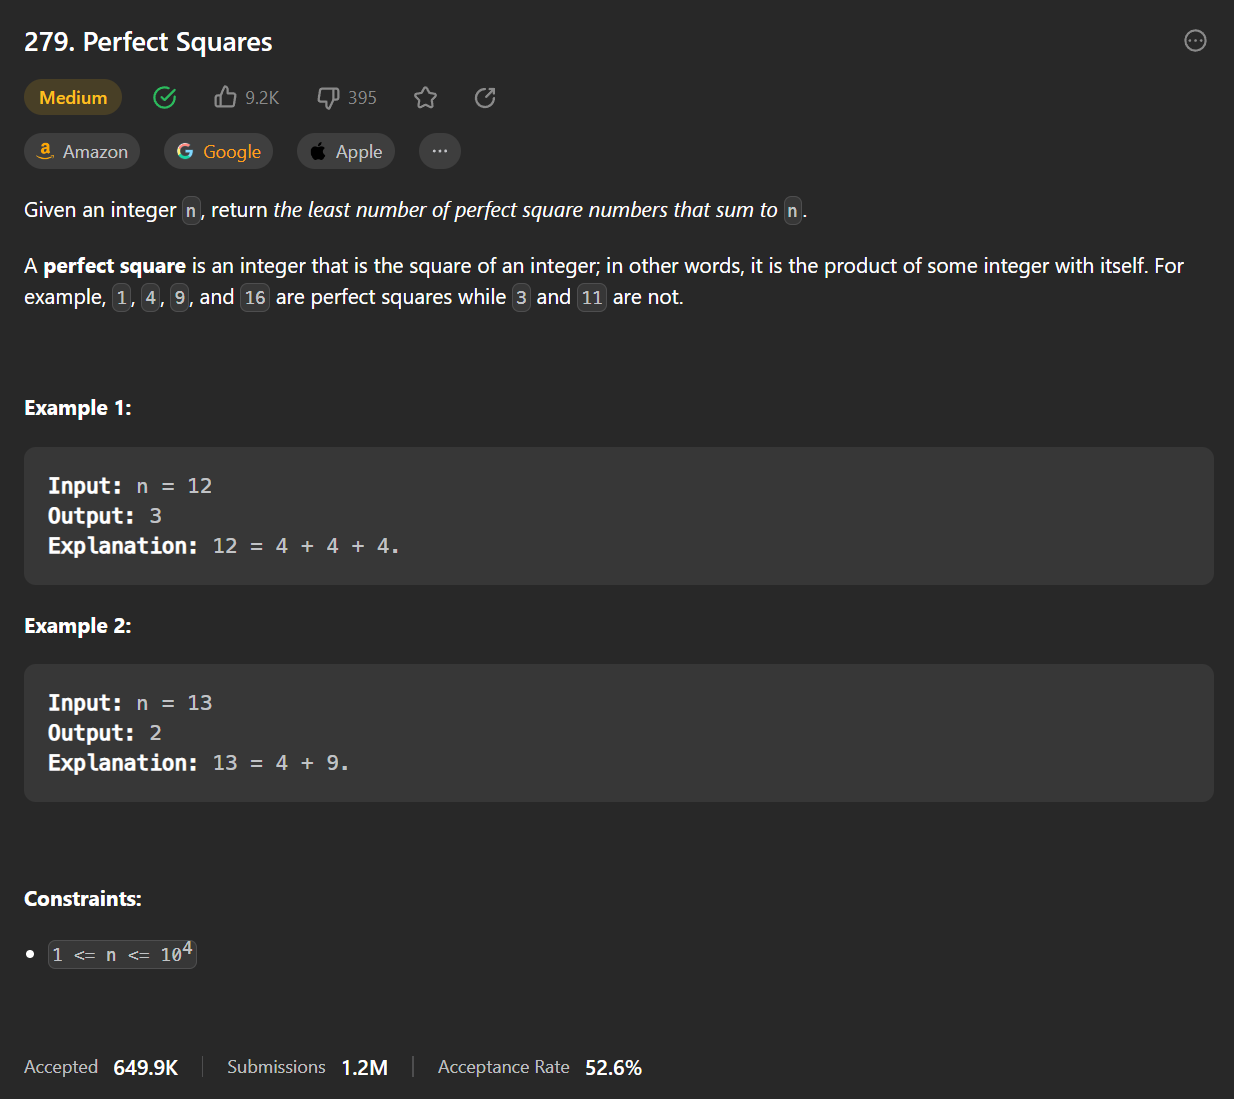 279. Perfect Squares
Medium 9.2K 395
Amazon Google Apple ...
Given an integer n, return the least number of perfect square numbers that sum to n.
A perfect square is an integer that is the square of an integer; in other words, it is the product of some integer with itself. For
example, 1, 4, 9, and 16 are perfect squares while 3 and 11 are not.
Example 1:
Input: n = 12
Output: 3
Explanation: 12 = 4 + 4 + 4.
Example 2:
Input: n = 13
Output: 2
Explanation: 13 = 4 + 9.
Constraints:
• 1 <= n <= 10⁴
Accepted 649.9K Submissions 1.2M Acceptance Rate 52.6%